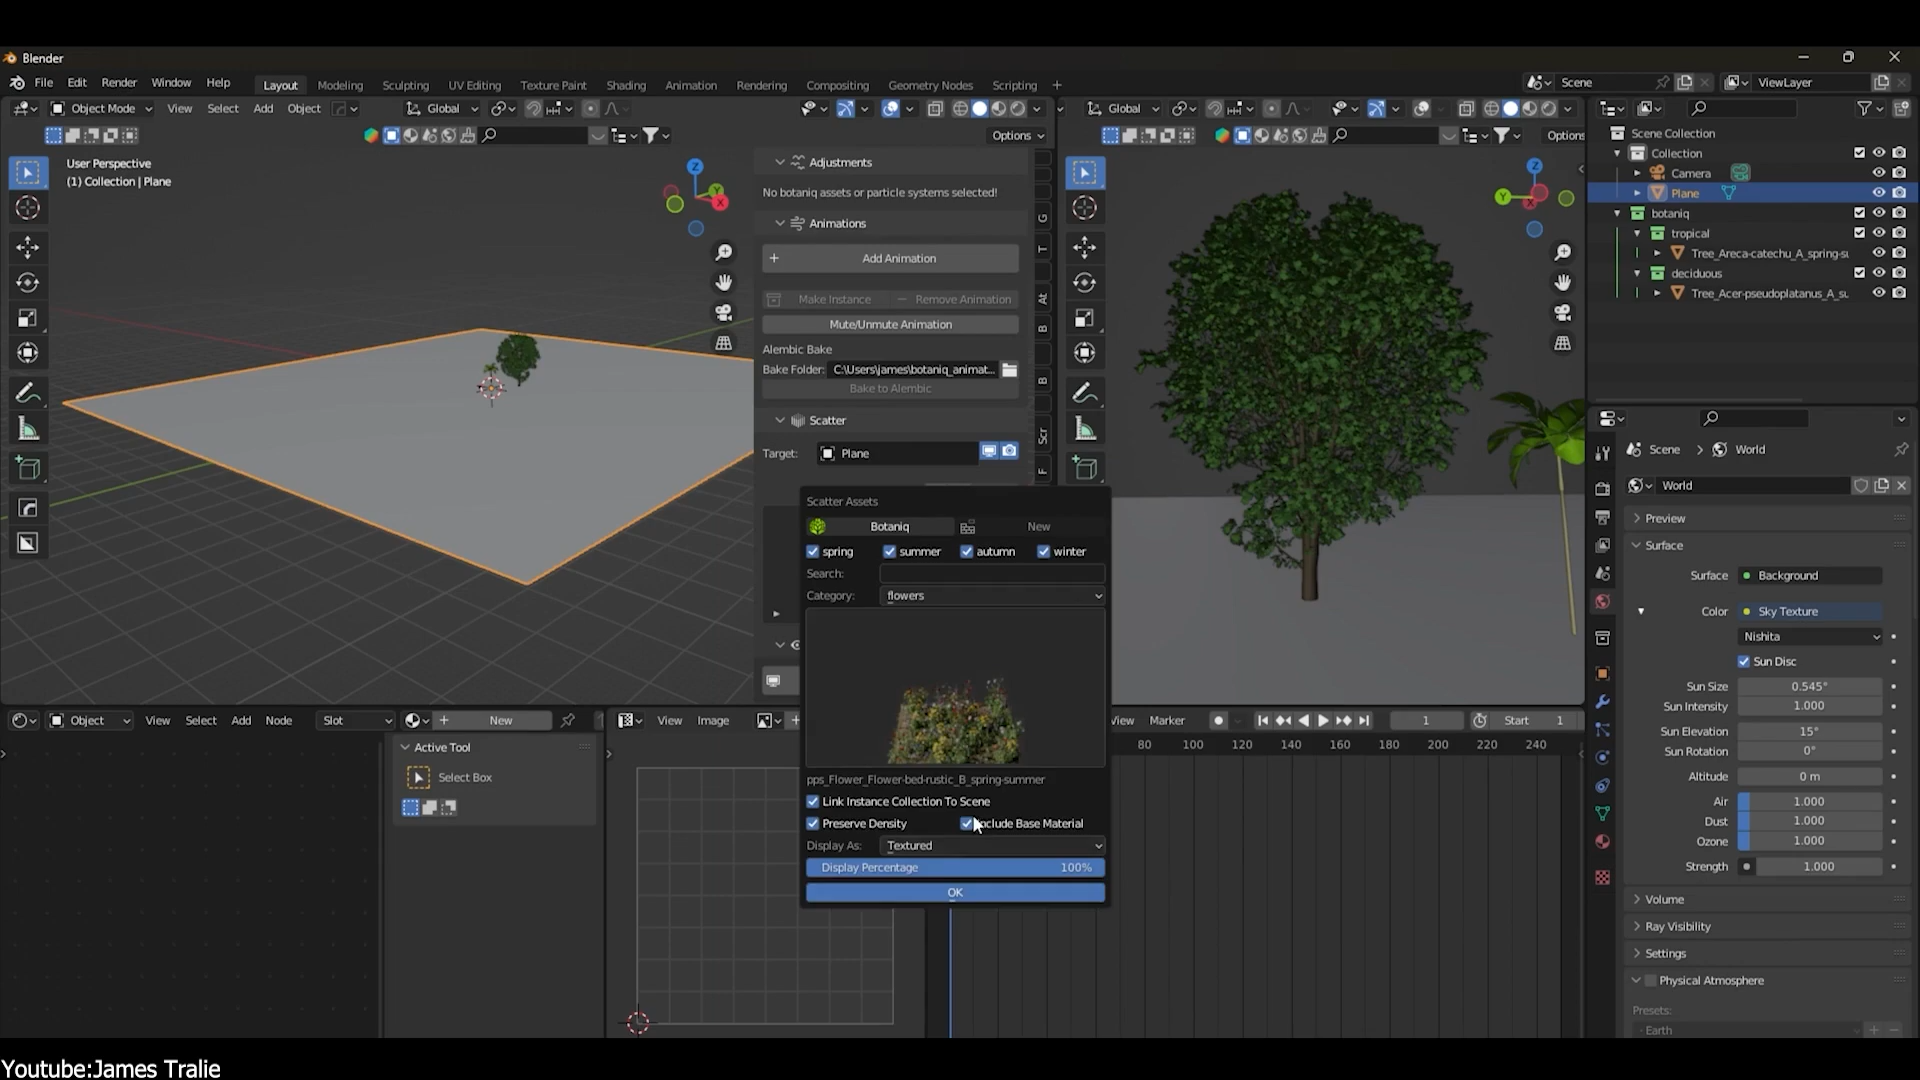 Blender
File Edit Render Window Help Layout Modeling Sculpting UV Editing Texture Paint Shading Animation Rendering Compositing Geometry Nodes Scripting +
Scene
ViewLayer
Object Mode View Select Add Object Global
Global
Options
Options
User Perspective
(1) Collection | Plane
Z
Y
X
Z
Y
X
Adjustments
No botaniq assets or particle systems selected!
Animations
+ Add Animation
Make Instance
Remove Animation
Mute/Unmute Animation
Alembic Bake
Bake Folder: C:\Users\james\botaniq_animat...
Bake to Alembic
Scatter
Target: Plane
G
T
At
B
B
Scr
F
Scatter Assets
Botaniq New
spring summer autumn winter
Search:
Category: flowers
pps_Flower_Flower-bed-rustic_B_spring-summer
Link Instance Collection To Scene
Preserve Density
nclude Base Material
Display As: Textured
Display Percentage 100%
OK
Scene Collection
Collection
Camera
Plane
botaniq
tropical
Tree_Areca-catechu_A_spring-su
deciduous
Tree_Acer-pseudoplatanus_A_su
Scene > World
World
Preview
Surface
Surface Background
Color Sky Texture
Nishita
Sun Disc
Sun Size 0.545°
Sun Intensity 1.000
Sun Elevation 15°
Sun Rotation 0°
Altitude 0 m
Air 1.000
Dust 1.000
Ozone 1.000
Strength 1.000
Volume
Ray Visibility
Settings
Physical Atmosphere
Presets:
Earth
Object View Select Add Node Slot + New
View Image +
View Marker
1
Start 1
80 100 120 140 160 180 200 220 240
Active Tool
Select Box
Youtube:James Tralie